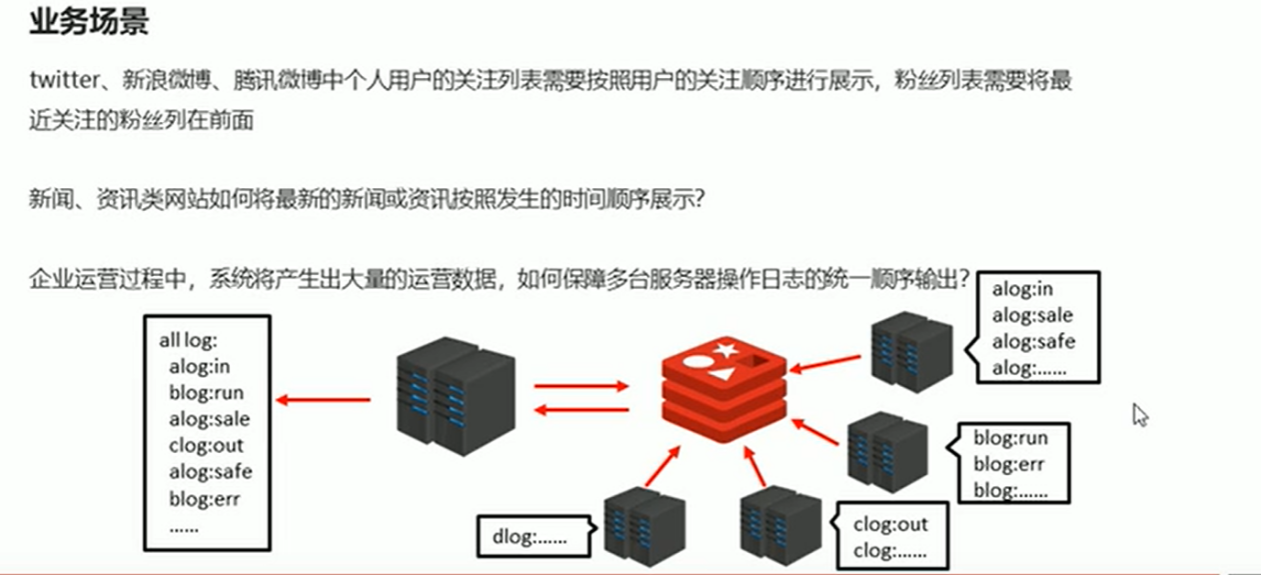 业务场景
twitter、新浪微博、腾讯微博中个人用户的关注列表需要按照用户的关注顺序进行展示，粉丝列表需要将最
近关注的粉丝列在前面
新闻、资讯类网站如何将最新的新闻或资讯按照发生的时间顺序展示？
企业运营过程中，系统将产生出大量的运营数据，如何保障多台服务器操作日志的统一顺序输出？
all log:
alog:in
blog:run
alog:sale
clog:out
alog:safe
blog:err
......
alog:in
alog:sale
alog:safe
alog:......
blog:run
blog:err
blog:......
clog:out
clog:......
dlog:......